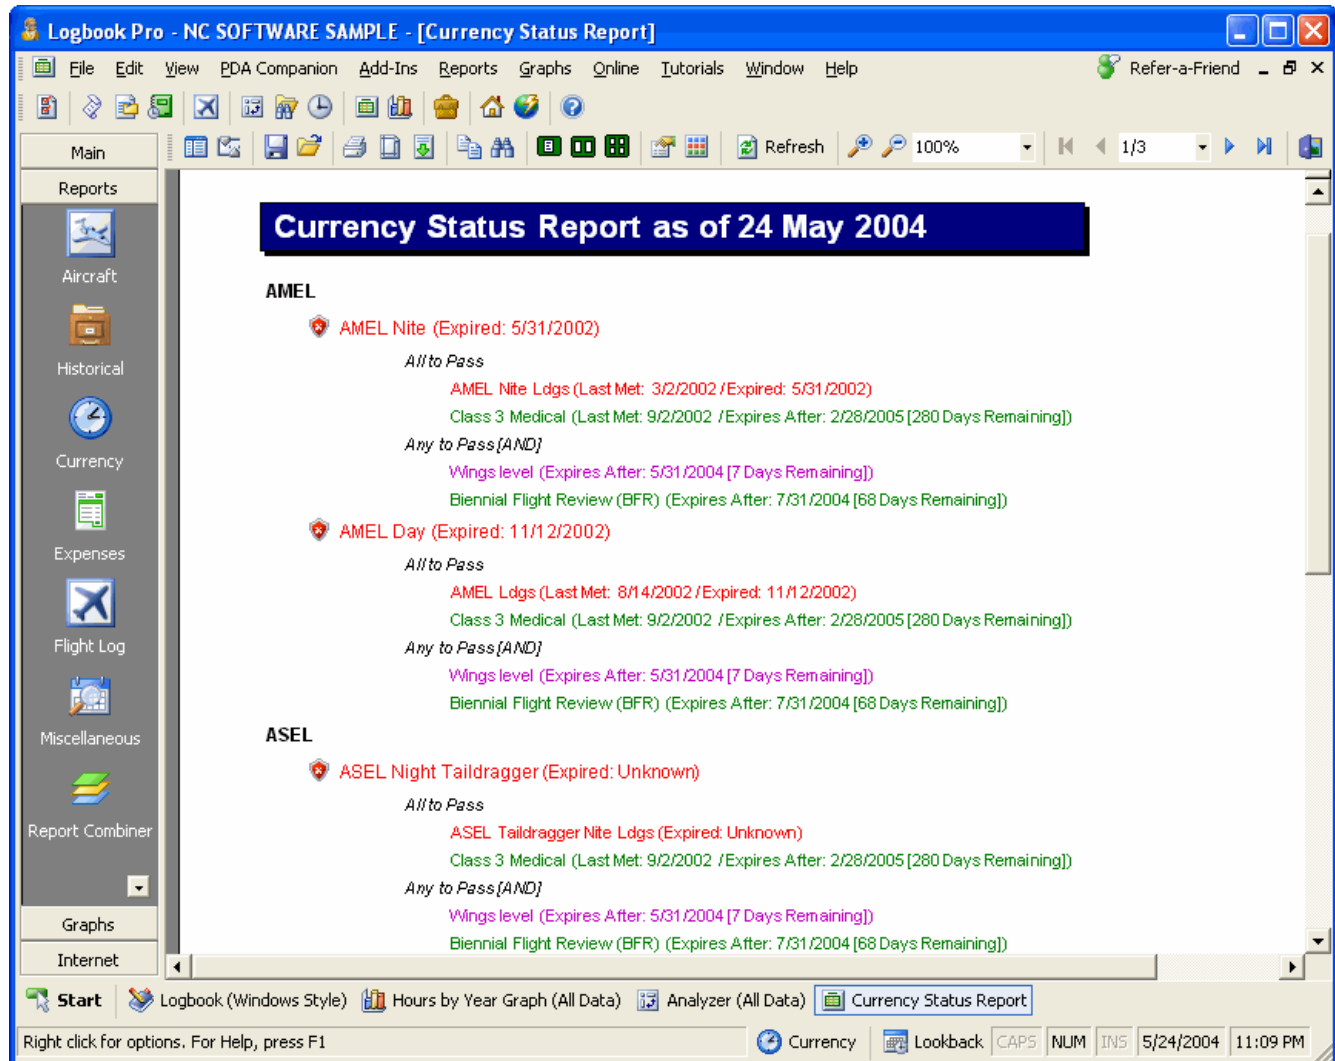 Logbook Pro - NC SOFTWARE SAMPLE - [Currency Status Report]
File Edit View PDA Companion Add-Ins Reports Graphs Online Tutorials Window Help Refer-a-Friend
Main
Refresh 100% 1/3
Reports
Aircraft
Historical
Currency
Expenses
Flight Log
Miscellaneous
Report Combiner
Graphs
Internet
Currency Status Report as of 24 May 2004
AMEL
AMEL Nite (Expired: 5/31/2002)
All to Pass
AMEL Nite Ldgs (Last Met: 3/2/2002 / Expired: 5/31/2002)
Class 3 Medical (Last Met: 9/2/2002 / Expires After: 2/28/2005 [280 Days Remaining])
Any to Pass [AND]
Wings level (Expires After: 5/31/2004 [7 Days Remaining])
Biennial Flight Review (BFR) (Expires After: 7/31/2004 [68 Days Remaining])
AMEL Day (Expired: 11/12/2002)
All to Pass
AMEL Ldgs (Last Met: 8/14/2002 / Expired: 11/12/2002)
Class 3 Medical (Last Met: 9/2/2002 / Expires After: 2/28/2005 [280 Days Remaining])
Any to Pass [AND]
Wings level (Expires After: 5/31/2004 [7 Days Remaining])
Biennial Flight Review (BFR) (Expires After: 7/31/2004 [68 Days Remaining])
ASEL
ASEL Night Taildragger (Expired: Unknown)
All to Pass
ASEL Taildragger Nite Ldgs (Expired: Unknown)
Class 3 Medical (Last Met: 9/2/2002 / Expires After: 2/28/2005 [280 Days Remaining])
Any to Pass [AND]
Wings level (Expires After: 5/31/2004 [7 Days Remaining])
Biennial Flight Review (BFR) (Expires After: 7/31/2004 [68 Days Remaining])
Start Logbook (Windows Style) Hours by Year Graph (All Data) Analyzer (All Data) Currency Status Report
Right click for options. For Help, press F1 Currency Lookback CAPS NUM INS 5/24/2004 11:09 PM